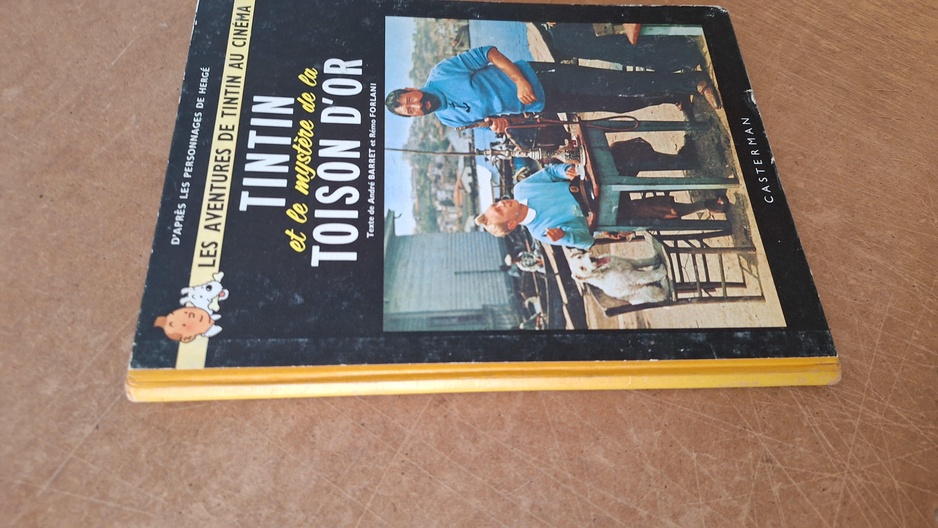 D'APRÈS LES PERSONNAGES DE HERGÉ
LES AVENTURES DE TINTIN AU CINÉMA
TINTIN
et le mystère de la
TOISON D'OR
Texte de André BARRET et Rémo FORLANI
CASTERMAN